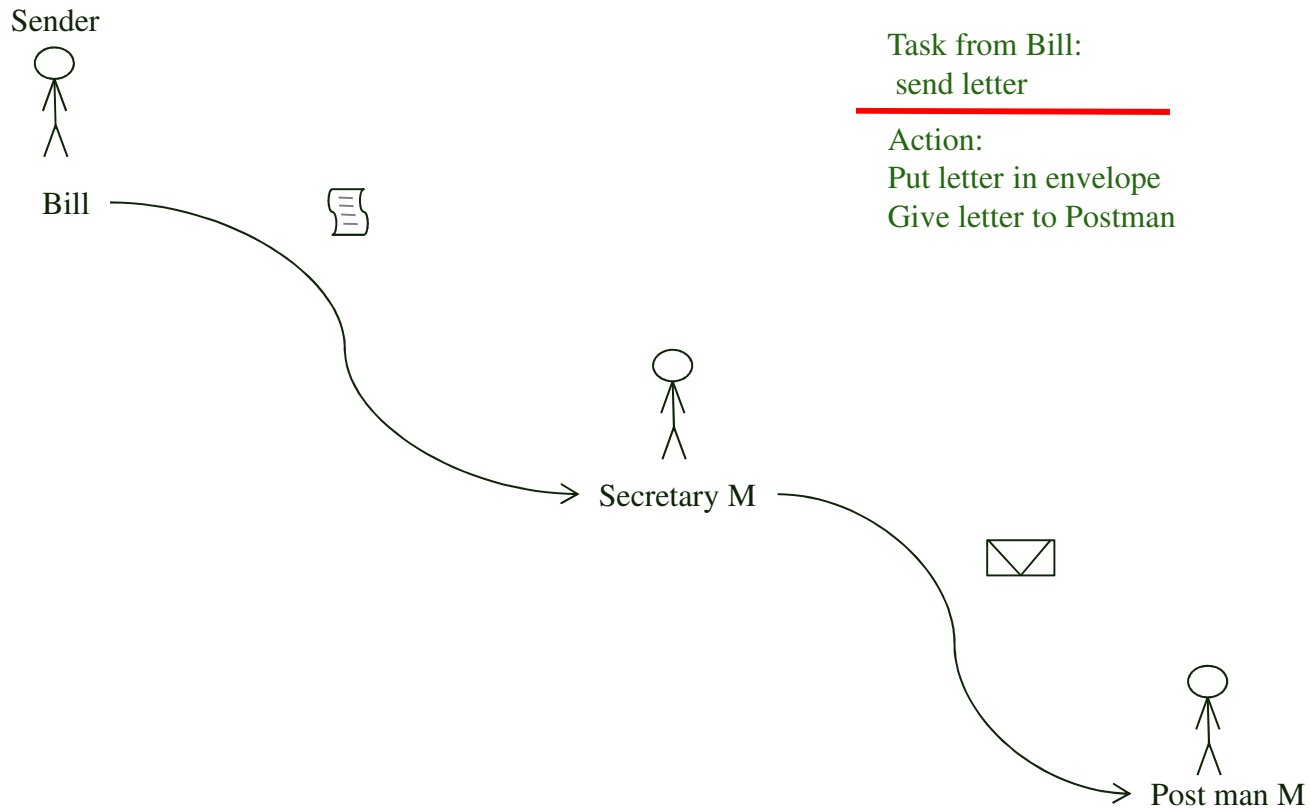 Sender
Task from Bill:
send letter
Action:
Put letter in envelope
Give letter to Postman
Bill
Secretary M
Post man M